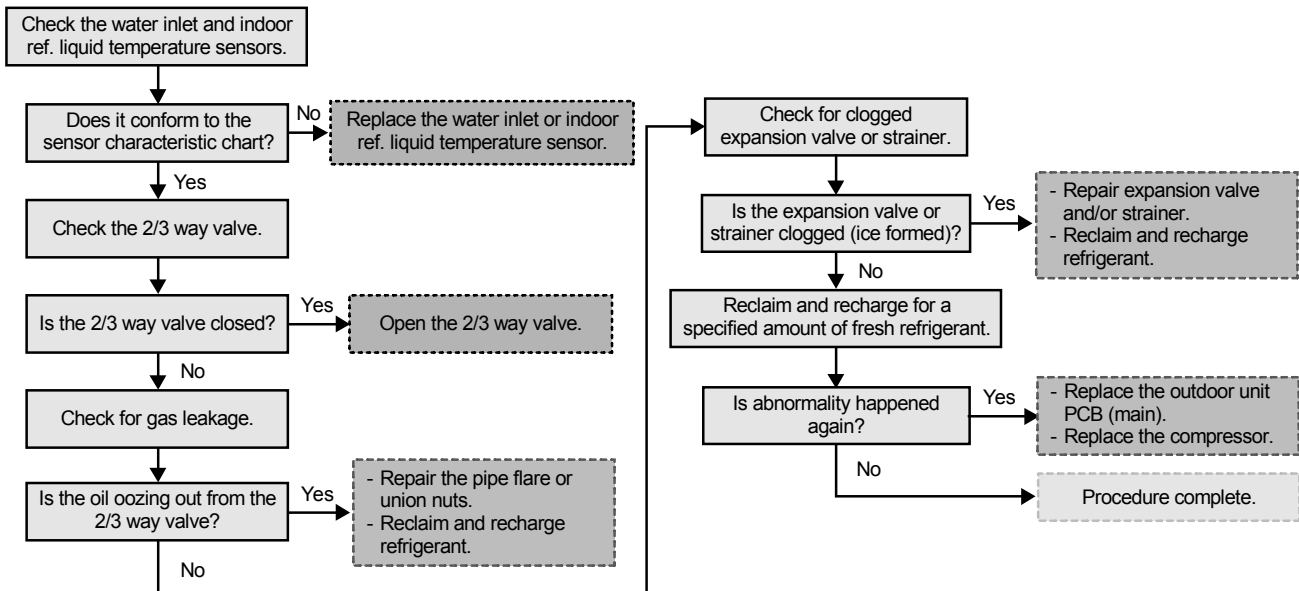 Check the water inlet and indoor
ref. liquid temperature sensors.
Does it conform to the
sensor characteristic chart?
No
Replace the water inlet or indoor
ref. liquid temperature sensor.
Yes
Check the 2/3 way valve.
Is the 2/3 way valve closed?
Yes
Open the 2/3 way valve.
No
Check for gas leakage.
Is the oil oozing out from the
2/3 way valve?
Yes
- Repair the pipe flare or
union nuts.
- Reclaim and recharge
refrigerant.
No
Check for clogged
expansion valve or strainer.
Is the expansion valve or
strainer clogged (ice formed)?
Yes
- Repair expansion valve
and/or strainer.
- Reclaim and recharge
refrigerant.
No
Reclaim and recharge for a
specified amount of fresh refrigerant.
Is abnormality happened
again?
Yes
- Replace the outdoor unit
PCB (main).
- Replace the compressor.
No
Procedure complete.